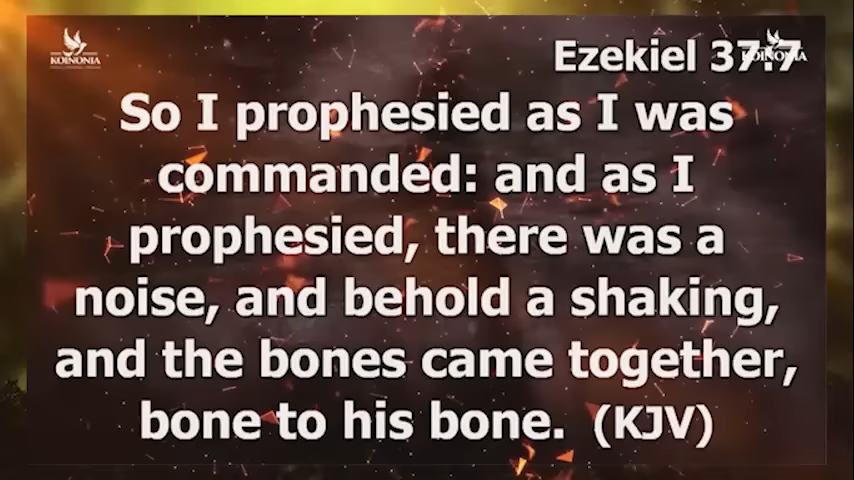 KOINONIA
Ezekiel 37:7
KOINONIA
So I prophesied as I was
commanded: and as I
prophesied, there was a
noise, and behold a shaking,
and the bones came together,
bone to his bone. (KJV)